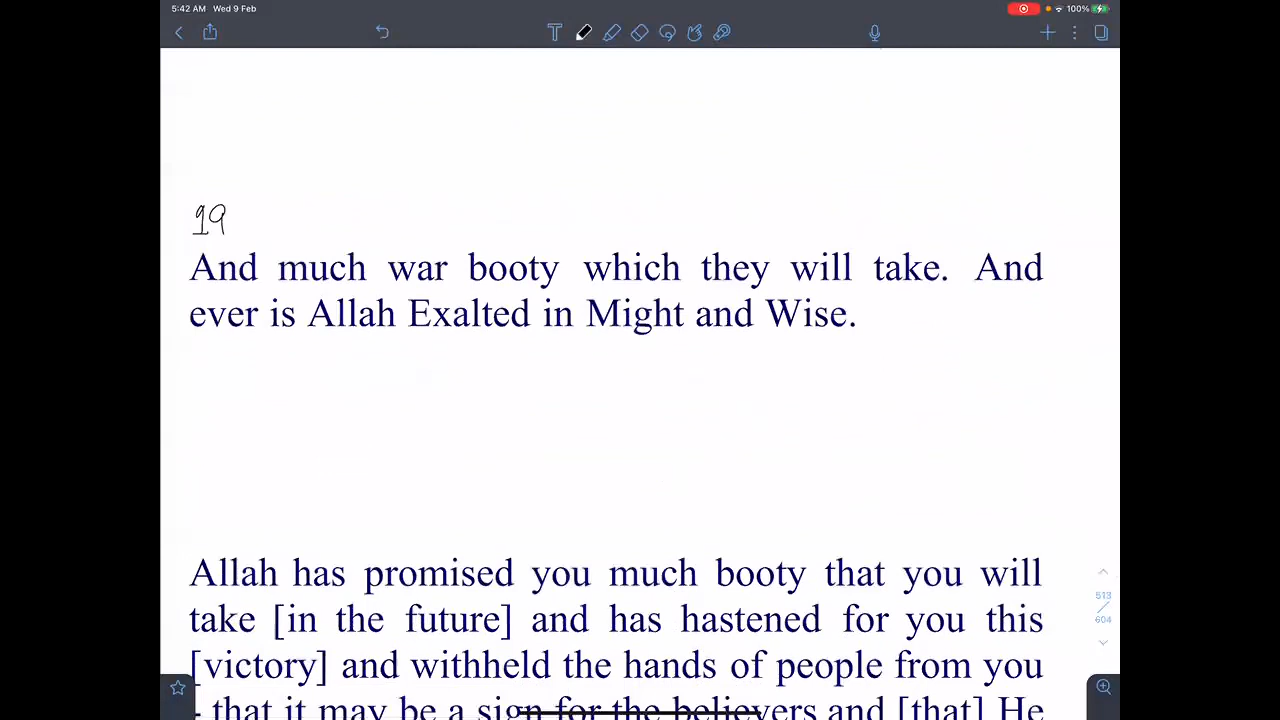 5:42 AM Wed 9 Feb
100%
19
And much war booty which they will take. And
ever is Allah Exalted in Might and Wise.
Allah has promised you much booty that you will
take [in the future] and has hastened for you this
[victory] and withheld the hands of people from you
- that it may be a sign for the believers and [that] He
513
/
604